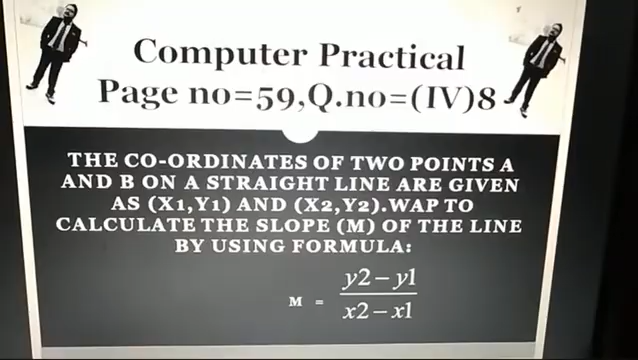 Computer Practical
Page no=59,Q.no=(IV)8
THE CO-ORDINATES OF TWO POINTS A
AND B ON A STRAIGHT LINE ARE GIVEN
AS (X1,Y1) AND (X2,Y2).WAP TO
CALCULATE THE SLOPE (M) OF THE LINE
BY USING FORMULA:
y2 – y1
M =
x2 – x1